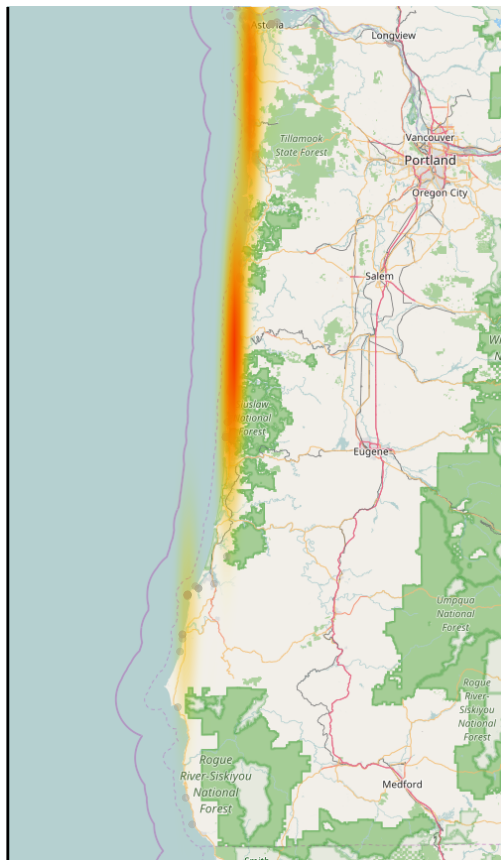 Astoria
Longview
Tillamook
State Forest
Vancouver
Portland
Oregon City
Salem
National
Forest
Eugene
Umpqua
National
Forest
Rogue
River-
Siskiyou
National
Forest
Rogue
River-Siskiyou
National
Forest
Medford
Smith